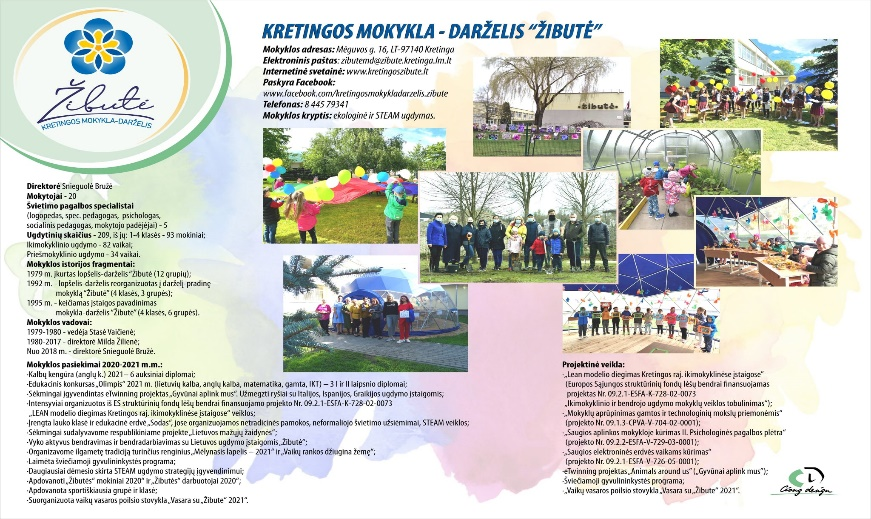 Žibutė
KRETINGOS MOKYKLA-DARŽELIS
KRETINGOS MOKYKLA - DARŽELIS “ŽIBUTĖ”
Mokyklos adresas: Mėguvos g. 16, LT-97140 Kretinga
Elektroninis paštas: zibutemd@zibute.kretinga.lm.lt
Internetinė svetainė: www.kretingoszibute.lt
Paskyra Facebook:
www.facebook.com/kretingosmokykladarzelis.zibute
Telefonas: 8 445 79341
Mokyklos kryptis: ekologinė ir STEAM ugdymas.
žibutė
Direktorė Snieguolė Bružė
Mokytojai - 20
Švietimo pagalbos specialistai
(logopedas, spec. pedagogas, psichologas,
socialinis pedagogas, mokytojo padėjėjai) - 5
Ugdytinių skaičius - 209, iš jų: 1-4 klasės - 93 mokiniai;
Ikimokyklinio ugdymo - 82 vaikai;
Priešmokyklinio ugdymo - 34 vaikai.
Mokyklos istorijos fragmentai:
1979 m. įkurtas lopšelis-darželis “Žibutė (12 grupių);
1992 m. lopšelis-darželis reorganizuotas į darželį-pradinę
mokyklą “Žibutė” (4 klasės, 3 grupės);
1995 m. - keičiamas įstaigos pavadinimas
mokykla-darželis “Žibutė” (4 klasės, 6 grupės).
Mokyklos vadovai:
1979-1980 - vedėja Stasė Vaičienė;
1980-2017 - direktorė Milda Žilienė;
Nuo 2018 m. - direktorė Snieguolė Bružė.
Mokyklos pasiekimai 2020-2021 m.m.:
·Kalbų kengūra (anglų k.) 2021– 6 auksiniai diplomai;
·Edukacinis konkursas „Olimpis“ 2021 m. (lietuvių kalba, anglų kalba, matematika, gamta, IKT) – 3 I ir II laipsnio diplomai;
·Sėkmingai įgyvendintas eTwinning projektas „Gyvūnai aplink mus“. Užmegzti ryšiai su Italijos, Ispanijos, Graikijos ugdymo įstaigomis;
·Intensyviai organizuotos iš ES struktūrinių fondų lėšų bendrai finansuojamo projekto Nr. 09.2.1-ESFA-K-728-02-0073
„LEAN modelio diegimas Kretingos raj. ikimokyklinėse įstaigose“ veiklos;
·Įrengta lauko klasė ir edukacinė erdvė „Sodas“, jose organizuojamos netradicinės pamokos, neformaliojo švietimo užsiėmimai, STEAM veiklos;
·Sėkmingai sudalyvavome respublikiniame projekte „Lietuvos mažųjų žaidynės“;
·Vyko aktyvus bendravimas ir bendradarbiavimas su Lietuvos ugdymo įstaigomis „Žibutė“;
·Organizavome ilgametę tradiciją turinčius renginius „Mėlynasis lapelis – 2021“ ir „Vaikų rankos džiugina žemę“;
·Laimėta šviečiamoji gyvulininkystės programa;
·Daugiausiai dėmesio skirta STEAM ugdymo strategijų įgyvendinimui;
·Apdovanoti „Žibutės“ mokiniai 2020“ ir „Žibutės“ darbuotojai 2020“;
·Apdovanota sportiškiausia grupė ir klasė;
·Suorganizuota vaikų vasaros poilsio stovykla „Vasara su „Žibute“ 2021“.
Projektinė veikla:
·„Lean modelio diegimas Kretingos raj. ikimokyklinėse įstaigose“
(Europos Sąjungos struktūrinių fondų lėšų bendrai finansuojamas
projektas Nr. 09.2.1-ESFA-K-728-02-0073
·„Ikimokyklinio ir bendrojo ugdymo mokyklų veiklos tobulinimas“);
·„Mokyklų aprūpinimas gamtos ir technologinių mokslų priemonėmis“
(projekto Nr. 09.1.3-CPVA-V-704-02-0001);
·„Saugios aplinkos mokykloje kūrimas II. Psichologinės pagalbos plėtra“
(projekto Nr. 09.2.2-ESFA-V-729-03-0001);
·„Saugios elektroninės erdvės vaikams kūrimas“
(projekto Nr. 09.2.1-ESFA-V-726-05-0001);
·eTwinning projektas „Animals around us“ („Gyvūnai aplink mus“);
·Šviečiamoji gyvulininkystės programa;
·„Vaikų vasaros poilsio stovykla „Vasara su „Žibute“ 2021“.
design